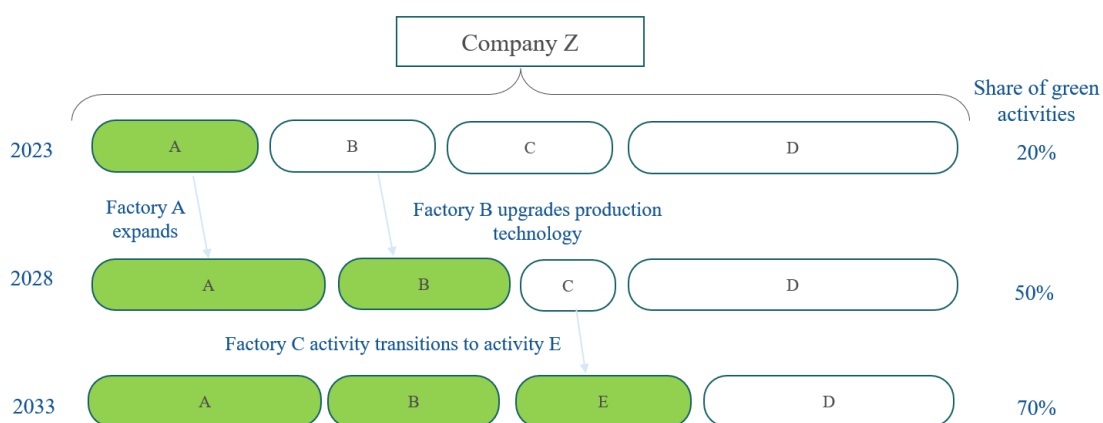 Company Z
Share of green
activities
2023
A
B
C
D
20%
Factory A
expands
Factory B upgrades production
technology
2028
A
B
C
D
50%
Factory C activity transitions to activity E
2033
A
B
E
D
70%